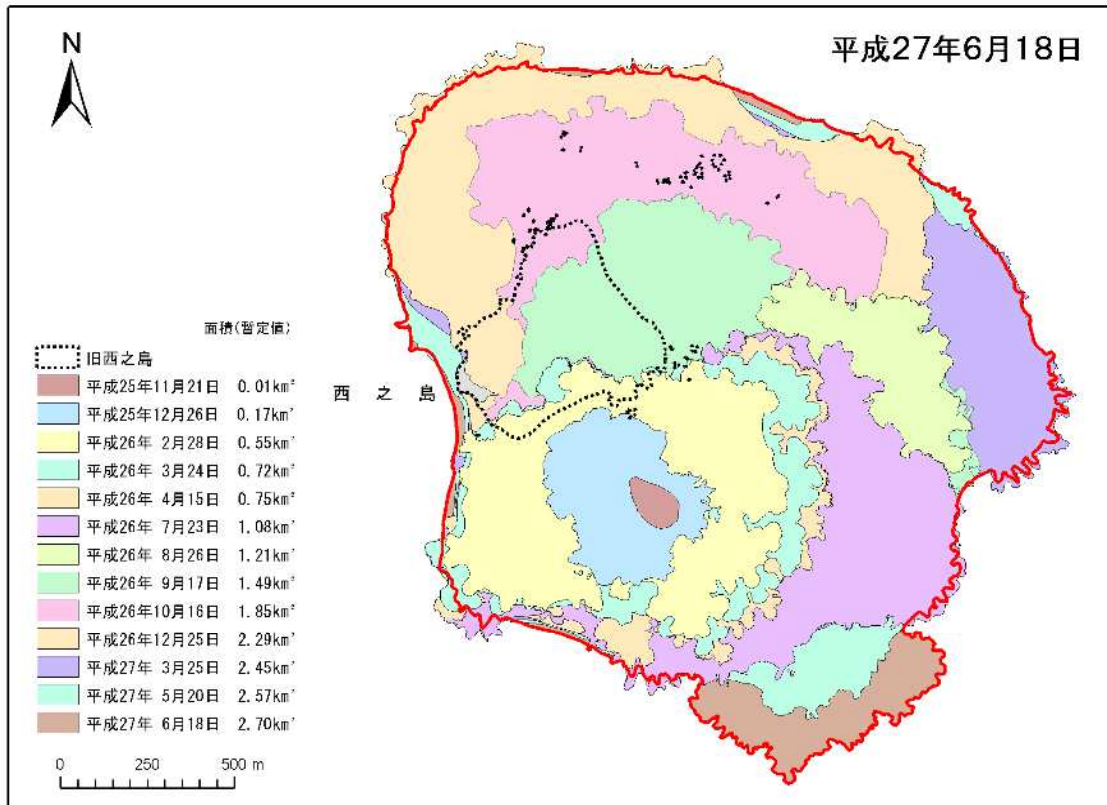 N
平成27年6月18日
面積(暫定値)
旧西之島
平成25年11月21日 0.01km²
平成25年12月26日 0.17km²
平成26年 2月28日 0.55km²
平成26年 3月24日 0.72km²
平成26年 4月15日 0.75km²
平成26年 7月23日 1.08km²
平成26年 8月26日 1.21km²
平成26年 9月17日 1.49km²
平成26年10月16日 1.85km²
平成26年12月25日 2.29km²
平成27年 3月25日 2.45km²
平成27年 5月20日 2.57km²
平成27年 6月18日 2.70km²
西 之 島
0 250 500 m